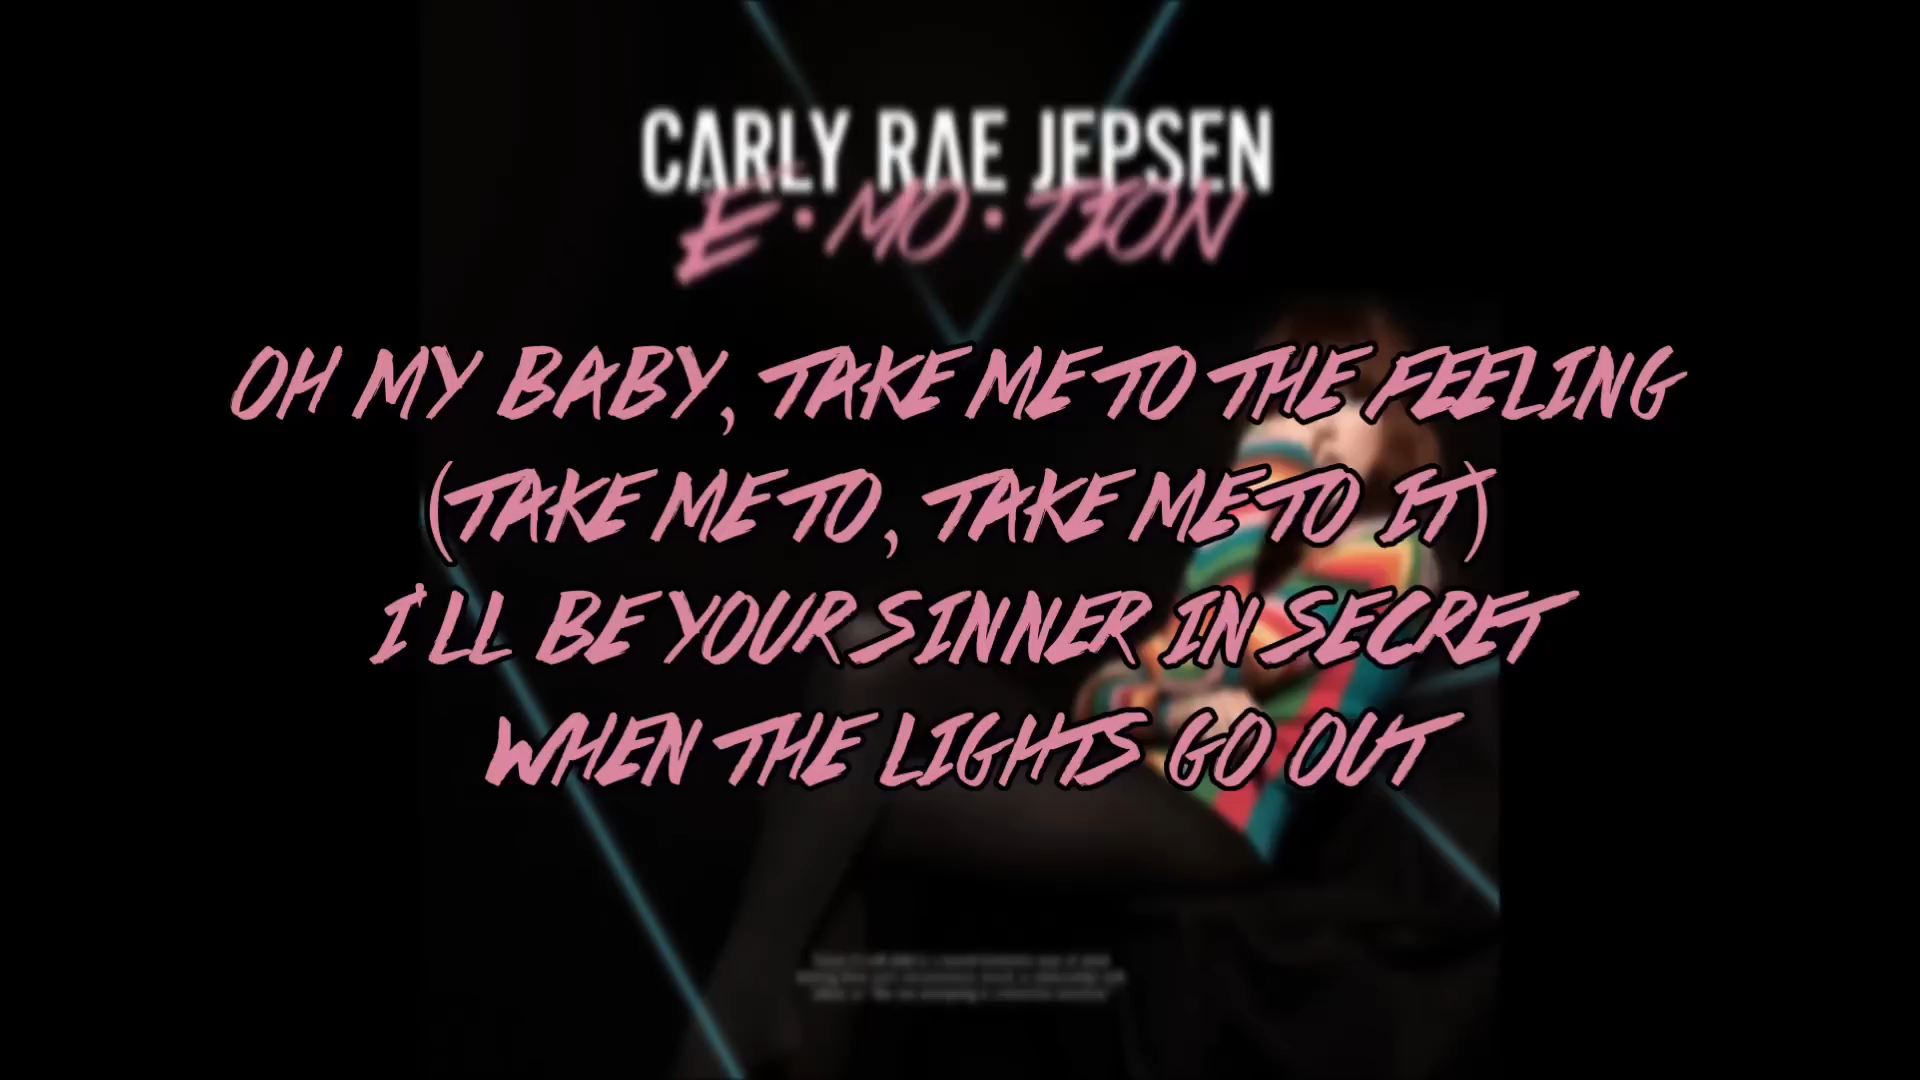 CARLY RAE JEPSEN
E•MO•TION
OH MY BABY, TAKE ME TO THE FEELING
(TAKE ME TO, TAKE ME TO IT)
I'LL BE YOUR SINNER IN SECRET
WHEN THE LIGHTS GO OUT